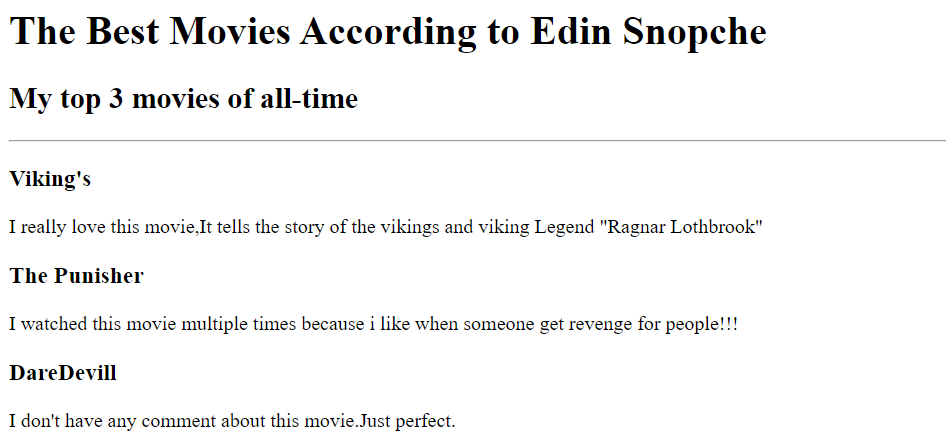 The Best Movies According to Edin Snopche
My top 3 movies of all-time
Viking's
I really love this movie,It tells the story of the vikings and viking Legend "Ragnar Lothbrook"
The Punisher
I watched this movie multiple times because i like when someone get revenge for people!!!
DareDevill
I don't have any comment about this movie.Just perfect.